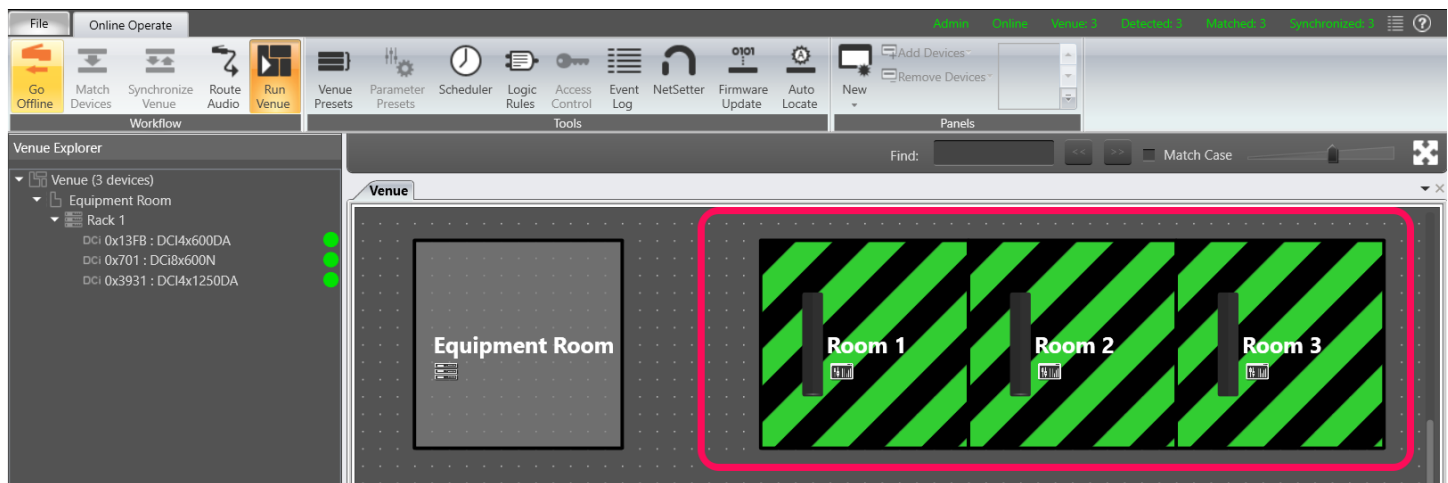 File
Online Operate
Admin Online Venue: 3 Detected: 3 Matched: 3 Synchronized: 3
Go Offline
Match Devices
Synchronize Venue
Route Audio
Run Venue
Workflow
Venue Presets
Parameter Presets
Scheduler
Logic Rules
Access Control
Event Log
NetSetter
0101
Firmware Update
A
Auto Locate
Tools
New
Add Devices
Remove Devices
Panels
Venue Explorer
Find:
<<
>>
Match Case
Venue (3 devices)
Equipment Room
Rack 1
DCi 0x13FB : DCI4x600DA
DCi 0x701 : DCi8x600N
DCi 0x3931 : DCI4x1250DA
Venue
Equipment Room
Room 1
Room 2
Room 3